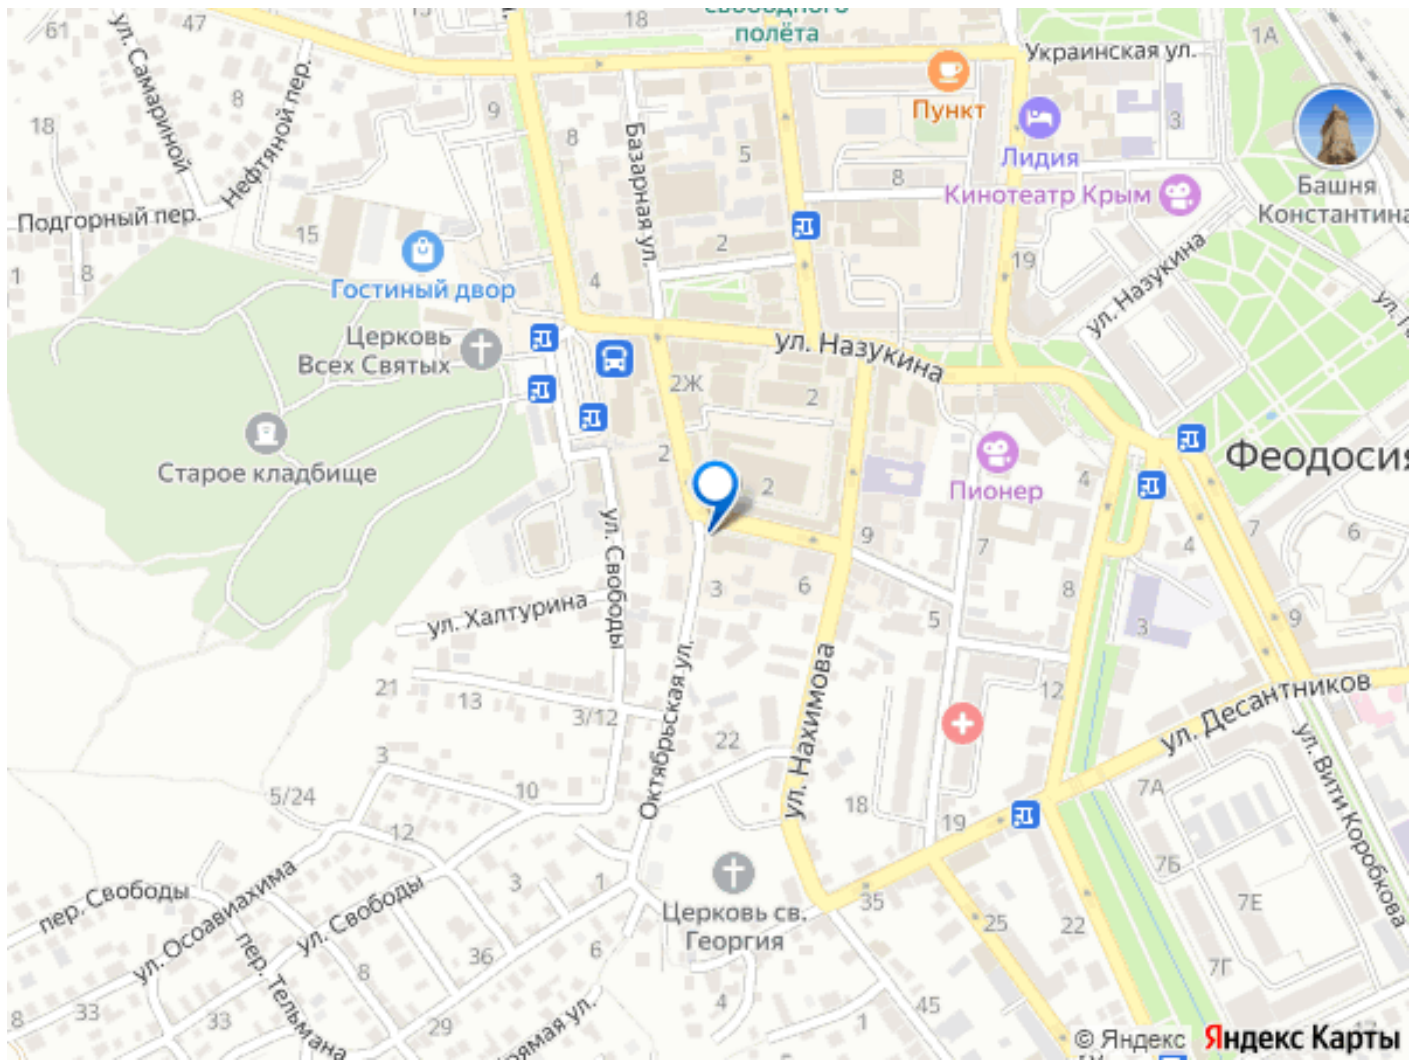 61
47
18
свободного
полёта
13
Украинская ул.
1А
ул. Самариной
Нефтяной пер.
8
9
8
Базарная ул.
5
Пункт
3
Лидия
18
8
Кинотеатр Крым
Башня
Константина
Подгорный пер.
15
2
19
ул. Назукина
1
8
Гостиный двор
4
Церковь
Всех Святых
ул. Назукина
2Ж
2
Старое кладбище
2
2
Пионер
4
Феодосия
ул. Свободы
9
7
4
7
6
ул. Халтурина
3
6
8
5
3
9
Октябрьская ул.
ул. Нахимова
21
13
3/12
12
ул. Десантников
22
3
5/24
10
18
19
7А
ул. Вити Коробкова
12
7Б
пер. Свободы
ул. Осоавиахима
ул. Свободы
3
1
Церковь св.
Георгия
35
25
22
7Е
пер. Тельмана
8
36
6
7Г
8
33
33
29
4
1
45
© Яндекс
Яндекс Карты